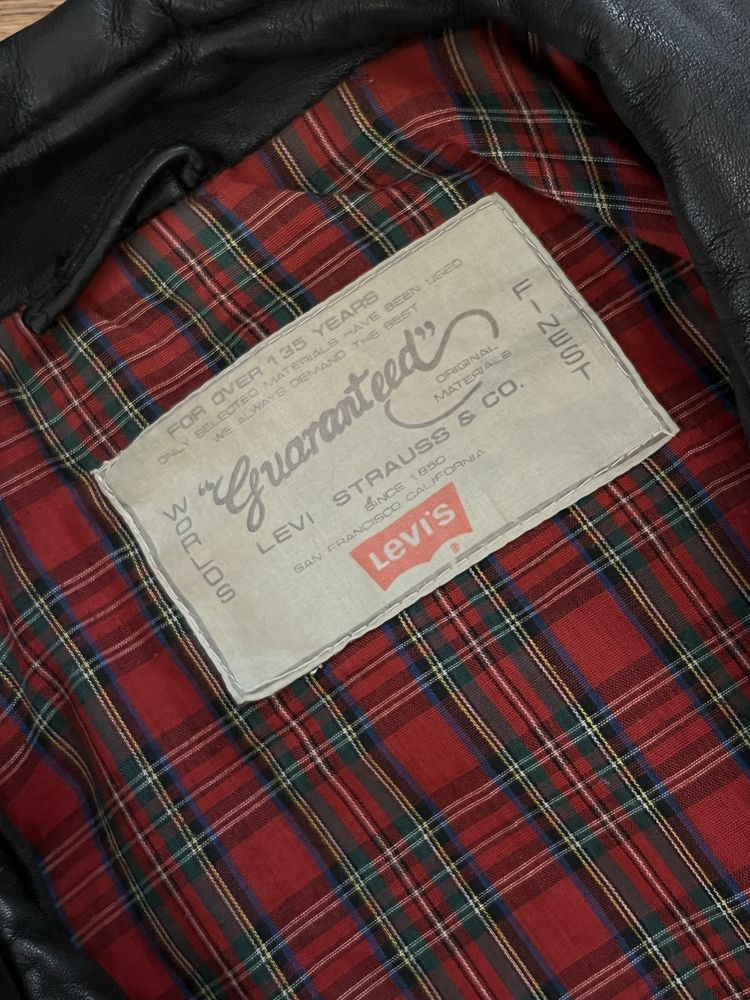 FOR OVER 135 YEARS
ONLY SELECTED MATERIALS HAVE BEEN USED
WE ALWAYS DEMAND THE BEST
"Guaranteed"
ORIGINAL
MATERIALS
LEVI STRAUSS & CO.
SINCE 1850
SAN FRANCISCO CALIFORNIA
WORLDS
FINEST
Levi's